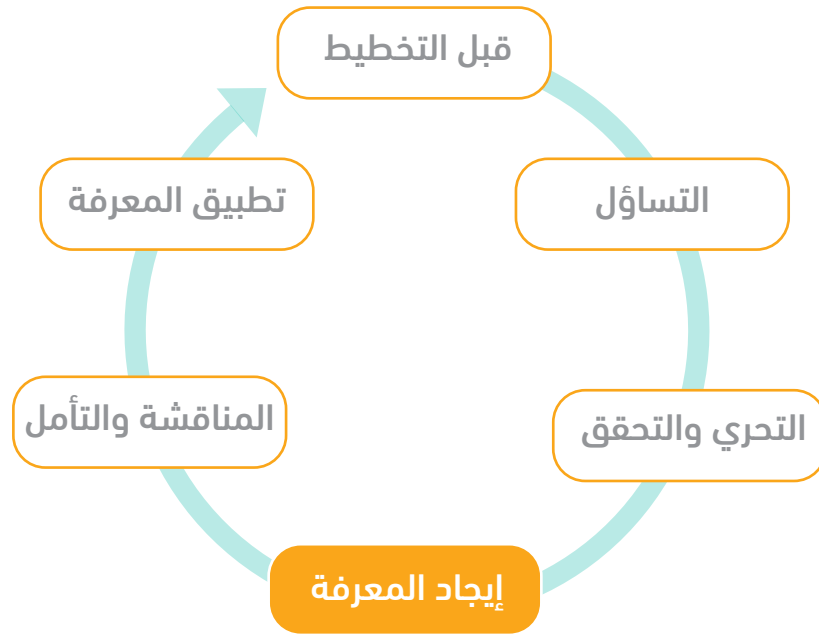 قبل التخطيط
التساؤل
التحري والتحقق
إيجاد المعرفة
المناقشة والتأمل
تطبيق المعرفة